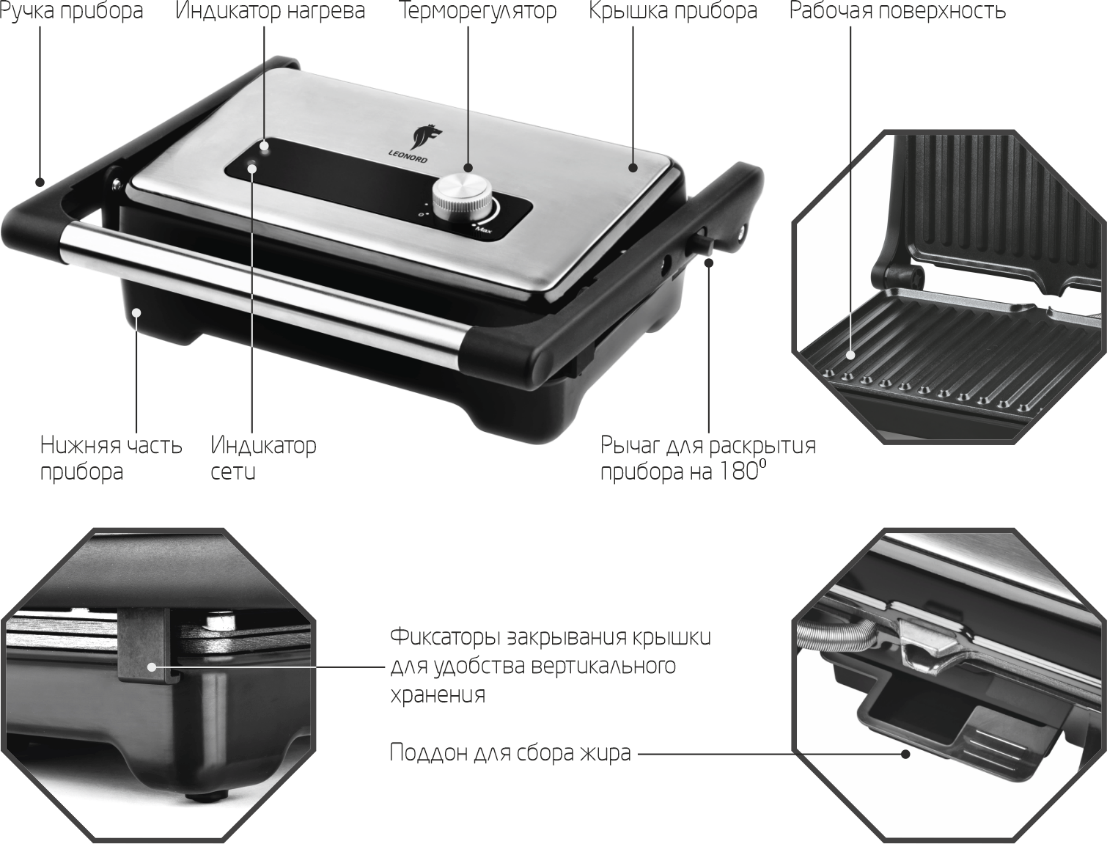 Ручка прибора
Индикатор нагрева
Терморегулятор
Крышка прибора
Рабочая поверхность
LEONORD
0
Max
Нижняя часть
прибора
Индикатор
сети
Рычаг для раскрытия
прибора на 180⁰
Фиксаторы закрывания крышки
для удобства вертикального
хранения
Поддон для сбора жира